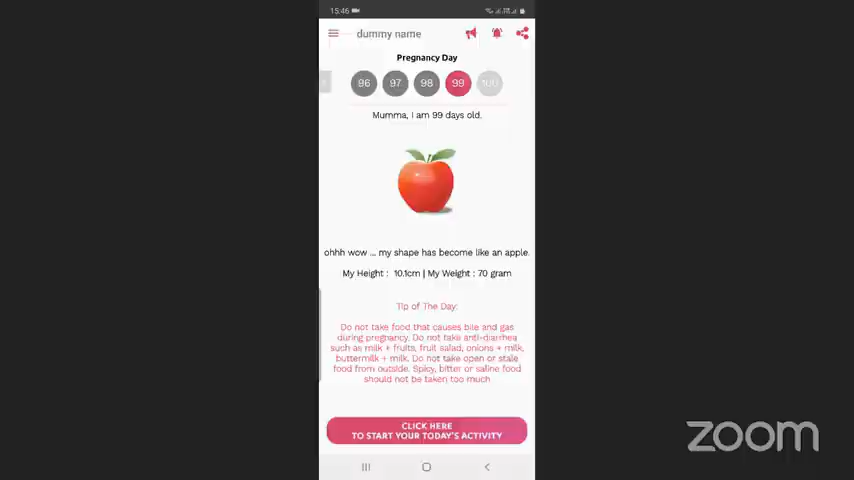 15:46
dummy name
Pregnancy Day
96 97 98 99 100
Mumma, I am 99 days old.
ohhh wow ... my shape has become like an apple.
My Height : 10.1cm | My Weight : 70 gram
Tip of The Day:
Do not take food that causes bile and gas
during pregnancy. Do not take anti-diarrhea
such as milk + fruits, fruit salad, onions + milk,
buttermilk + milk. Do not take open or stale
food from outside. Spicy, bitter or saline food
should not be taken too much
CLICK HERE
TO START YOUR TODAY'S ACTIVITY
zoom